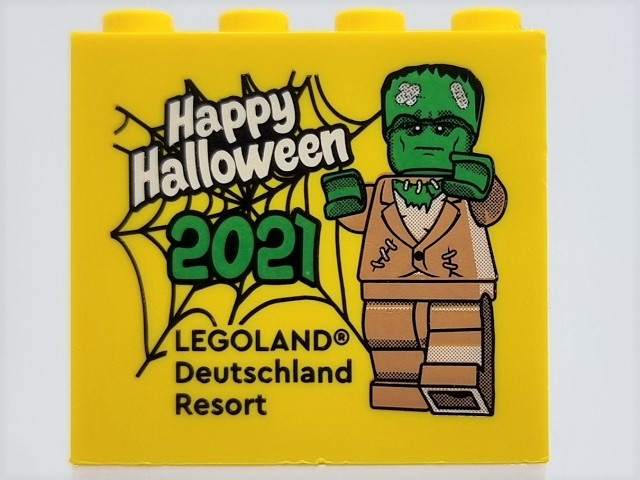 Happy
Halloween
2021
LEGOLAND®
Deutschland
Resort